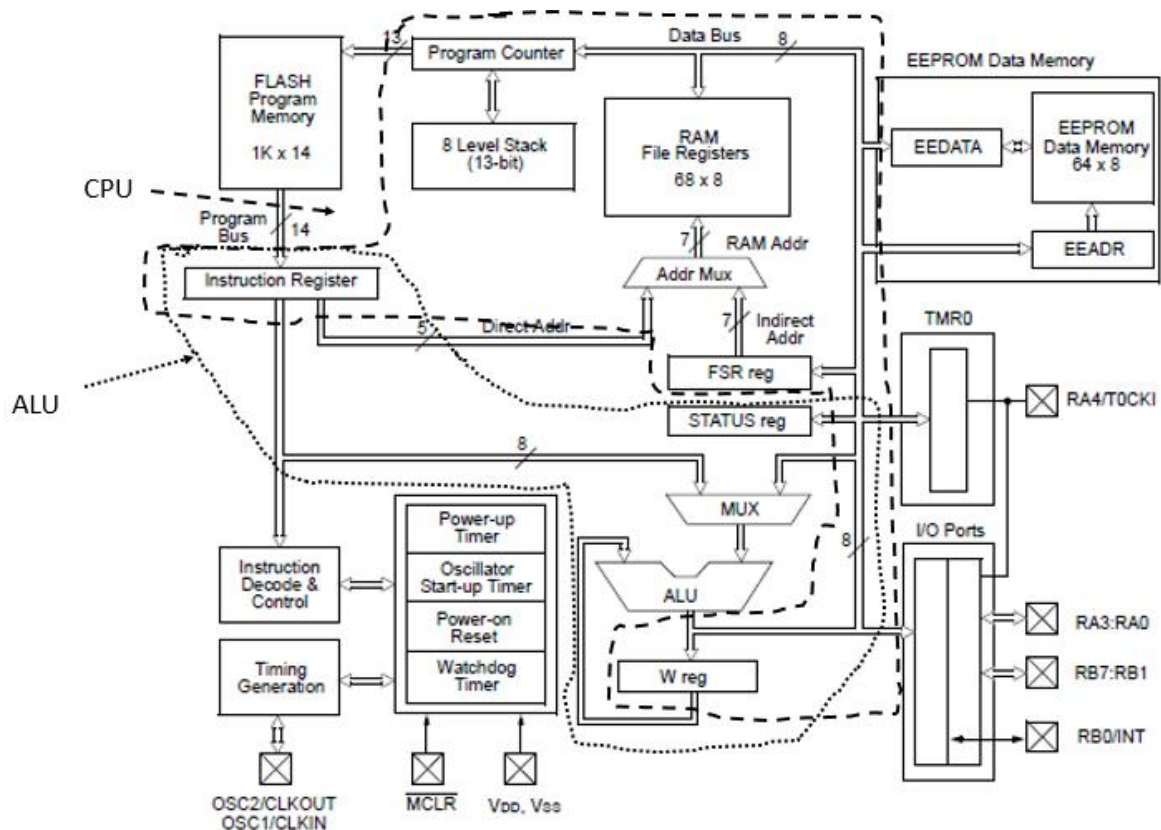 13
Program Counter
Data Bus
8
EEPROM Data Memory
FLASH
Program
Memory
1K x 14
8 Level Stack
(13-bit)
RAM
File Registers
68 x 8
EEDATA
EEPROM
Data Memory
64 x 8
CPU
Program
Bus
14
7
RAM Addr
EEADR
Instruction Register
Addr Mux
5
Direct Addr
7
Indirect
Addr
TMR0
FSR reg
RA4/T0CKI
ALU
STATUS reg
8
MUX
Power-up
Timer
I/O Ports
8
Instruction
Decode &
Control
Oscillator
Start-up Timer
ALU
Power-on
Reset
RA3:RA0
Timing
Generation
Watchdog
Timer
W reg
RB7:RB1
RB0/INT
OSC2/CLKOUT
OSC1/CLKIN
MCLR
VDD, VSS